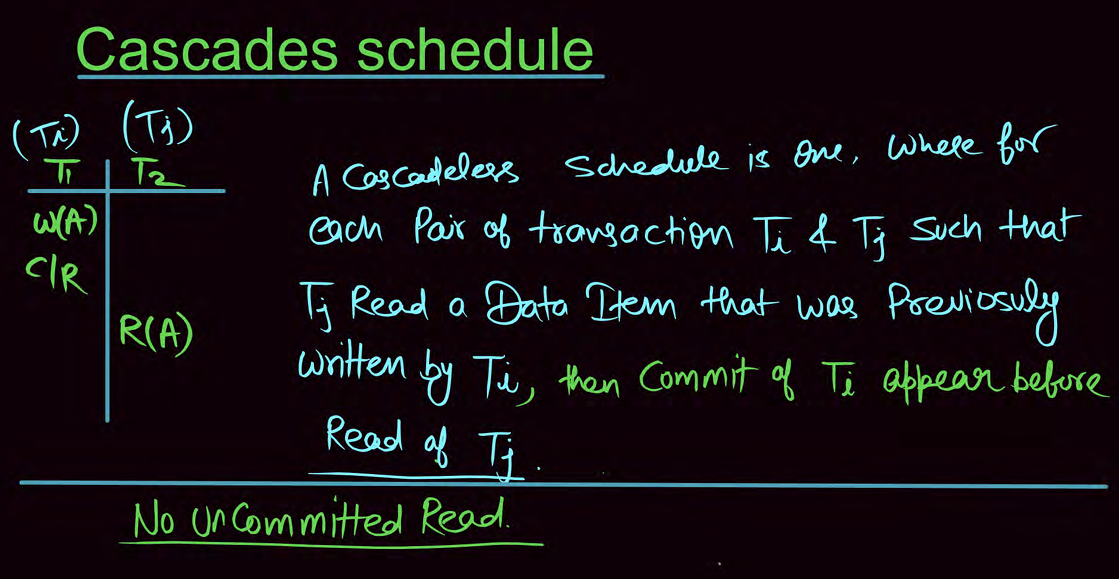 Cascades schedule
(Ti) (Tj)
T1 T2
W(A)
C/R
R(A)
A Cascadeless Schedule is one, where for
each Pair of transaction Ti & Tj Such that
Tj Read a Data Item that was Previosuly
written by Ti, then Commit of Ti appear before
Read of Tj.
No UnCommitted Read.